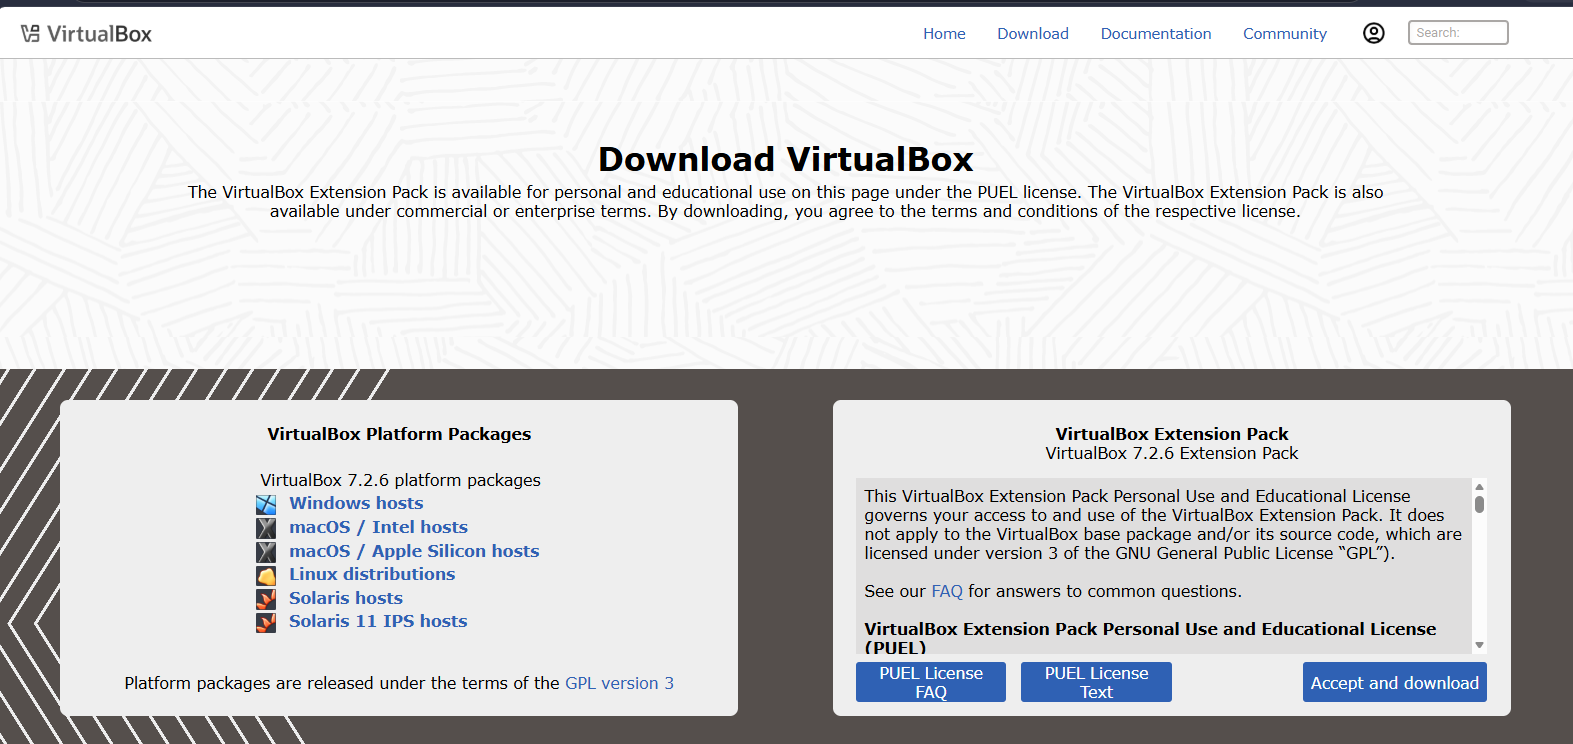 VirtualBox
Home
Download
Documentation
Community
Search:
Download VirtualBox
The VirtualBox Extension Pack is available for personal and educational use on this page under the PUEL license. The VirtualBox Extension Pack is also
available under commercial or enterprise terms. By downloading, you agree to the terms and conditions of the respective license.
VirtualBox Platform Packages
VirtualBox 7.2.6 platform packages
Windows hosts
macOS / Intel hosts
macOS / Apple Silicon hosts
Linux distributions
Solaris hosts
Solaris 11 IPS hosts
Platform packages are released under the terms of the GPL version 3
VirtualBox Extension Pack
VirtualBox 7.2.6 Extension Pack
This VirtualBox Extension Pack Personal Use and Educational License
governs your access to and use of the VirtualBox Extension Pack. It does
not apply to the VirtualBox base package and/or its source code, which are
licensed under version 3 of the GNU General Public License “GPL”).
See our FAQ for answers to common questions.
VirtualBox Extension Pack Personal Use and Educational License
(PUEL)
PUEL License
FAQ
PUEL License
Text
Accept and download